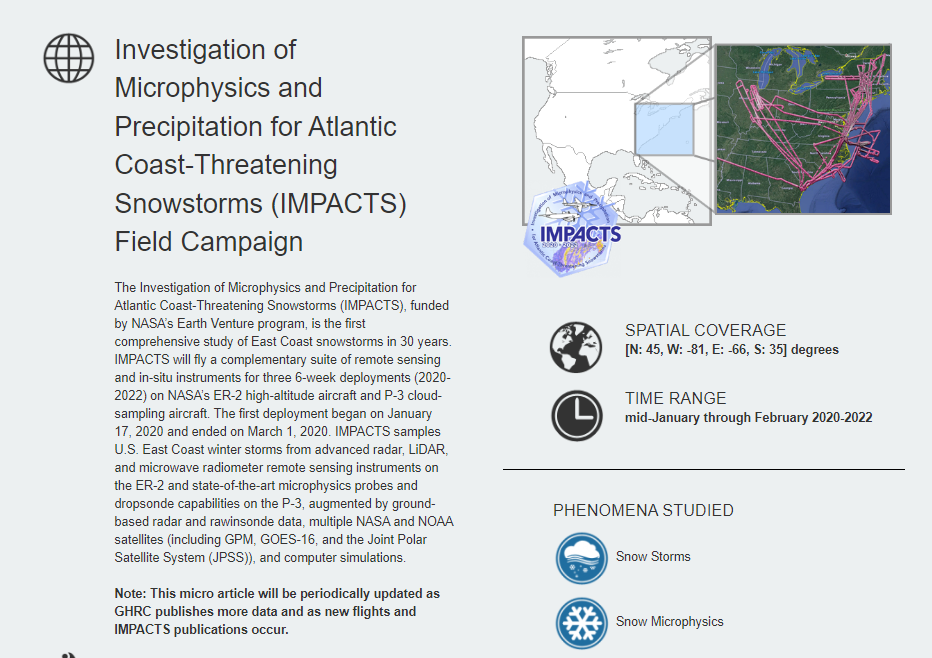 Investigation of
Microphysics and
Precipitation for Atlantic
Coast-Threatening
Snowstorms (IMPACTS)
Field Campaign
The Investigation of Microphysics and Precipitation for
Atlantic Coast-Threatening Snowstorms (IMPACTS), funded
by NASA's Earth Venture program, is the first
comprehensive study of East Coast snowstorms in 30 years.
IMPACTS will fly a complementary suite of remote sensing
and in-situ instruments for three 6-week deployments (2020-
2022) on NASA's ER-2 high-altitude aircraft and P-3 cloud-
sampling aircraft. The first deployment began on January
17, 2020 and ended on March 1, 2020. IMPACTS samples
U.S. East Coast winter storms from advanced radar, LiDAR,
and microwave radiometer remote sensing instruments on
the ER-2 and state-of-the-art microphysics probes and
dropsonde capabilities on the P-3, augmented by ground-
based radar and rawinsonde data, multiple NASA and NOAA
satellites (including GPM, GOES-16, and the Joint Polar
Satellite System (JPSS)), and computer simulations.
Note: This micro article will be periodically updated as
GHRC publishes more data and as new flights and
IMPACTS publications occur.
IMPACTS
SPATIAL COVERAGE
[N: 45, W: -81, E: -66, S: 35] degrees
TIME RANGE
mid-January through February 2020-2022
PHENOMENA STUDIED
Snow Storms
Snow Microphysics